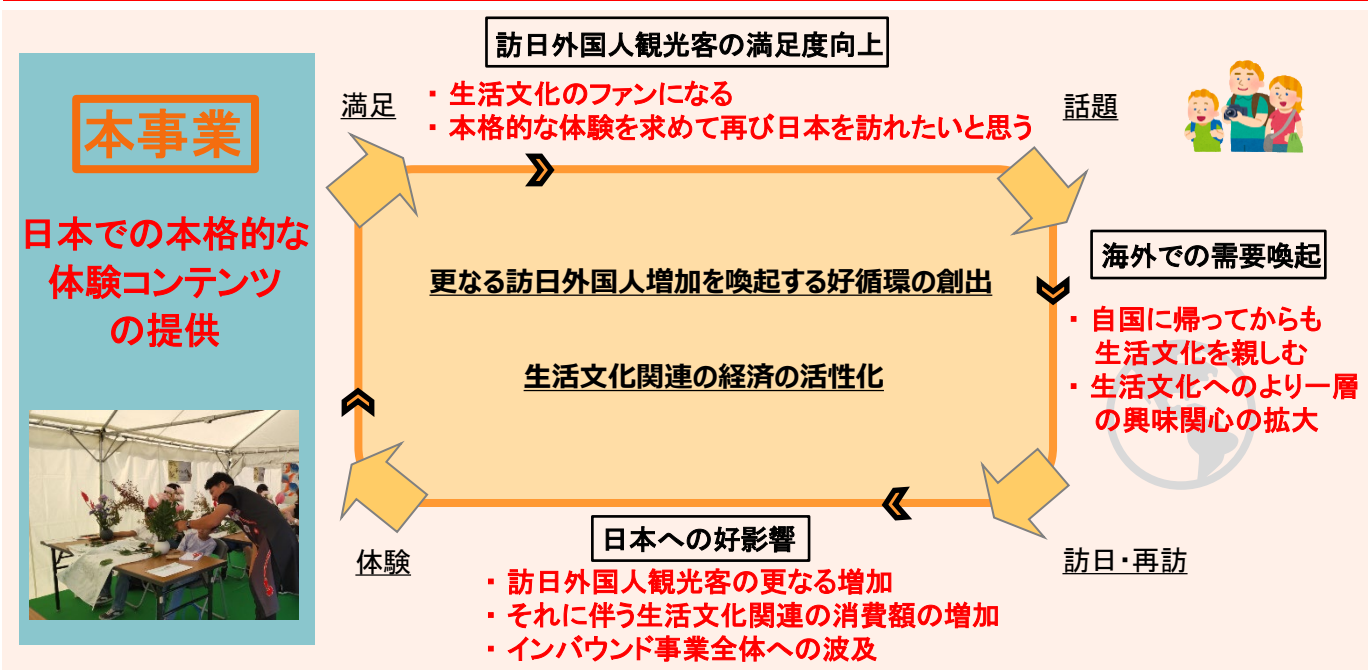 本事業
日本での本格的な
体験コンテンツ
の提供
訪日外国人観光客の満足度向上
満足
・生活文化のファンになる
・本格的な体験を求めて再び日本を訪れたいと思う
話題
海外での需要喚起
・自国に帰ってからも
生活文化を親しむ
・生活文化へのより一層
の興味関心の拡大
更なる訪日外国人増加を喚起する好循環の創出
生活文化関連の経済の活性化
体験
日本への好影響
・訪日外国人観光客の更なる増加
・それに伴う生活文化関連の消費額の増加
・インバウンド事業全体への波及
訪日・再訪